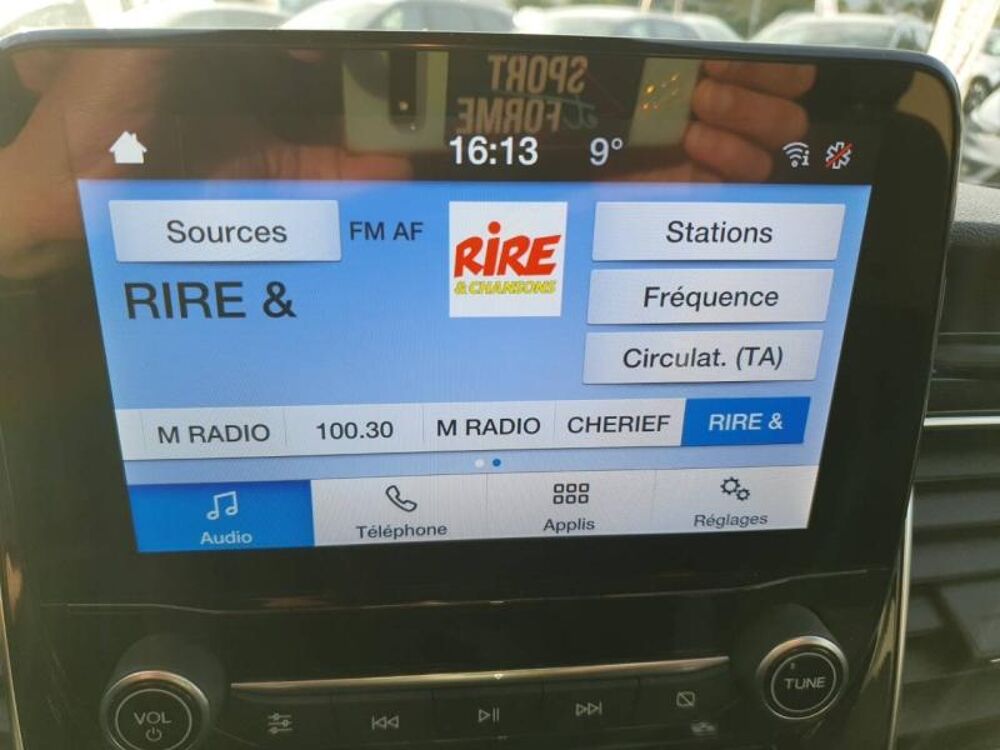 SPORT
et FORME
16:13 9°
Sources FM AF RIRE Stations
& CHANSONS
RIRE & Fréquence
Circulat. (TA)
M RADIO 100.30 M RADIO CHERIEF RIRE &
Audio Téléphone Applis Réglages
VOL TUNE